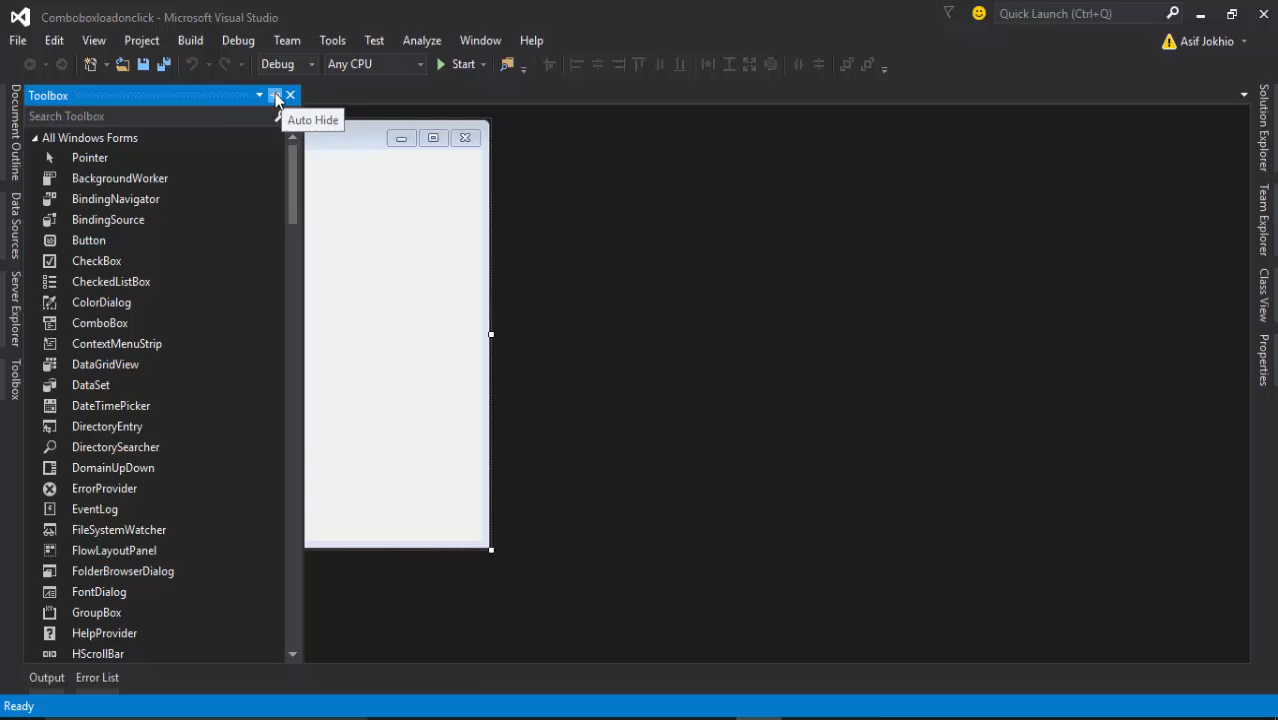 Comboboxloadonclick - Microsoft Visual Studio
Quick Launch (Ctrl+Q)
File Edit View Project Build Debug Team Tools Test Analyze Window Help
Asif Jokhio
Debug Any CPU Start
Toolbox
Auto Hide
Search Toolbox
All Windows Forms
Pointer
BackgroundWorker
BindingNavigator
BindingSource
Button
CheckBox
CheckedListBox
ColorDialog
ComboBox
ContextMenuStrip
DataGridView
DataSet
DateTimePicker
DirectoryEntry
DirectorySearcher
DomainUpDown
ErrorProvider
EventLog
FileSystemWatcher
FlowLayoutPanel
FolderBrowserDialog
FontDialog
GroupBox
HelpProvider
HScrollBar
Document Outline
Data Sources
Server Explorer
Toolbox
Solution Explorer
Team Explorer
Class View
Properties
Output Error List
Ready